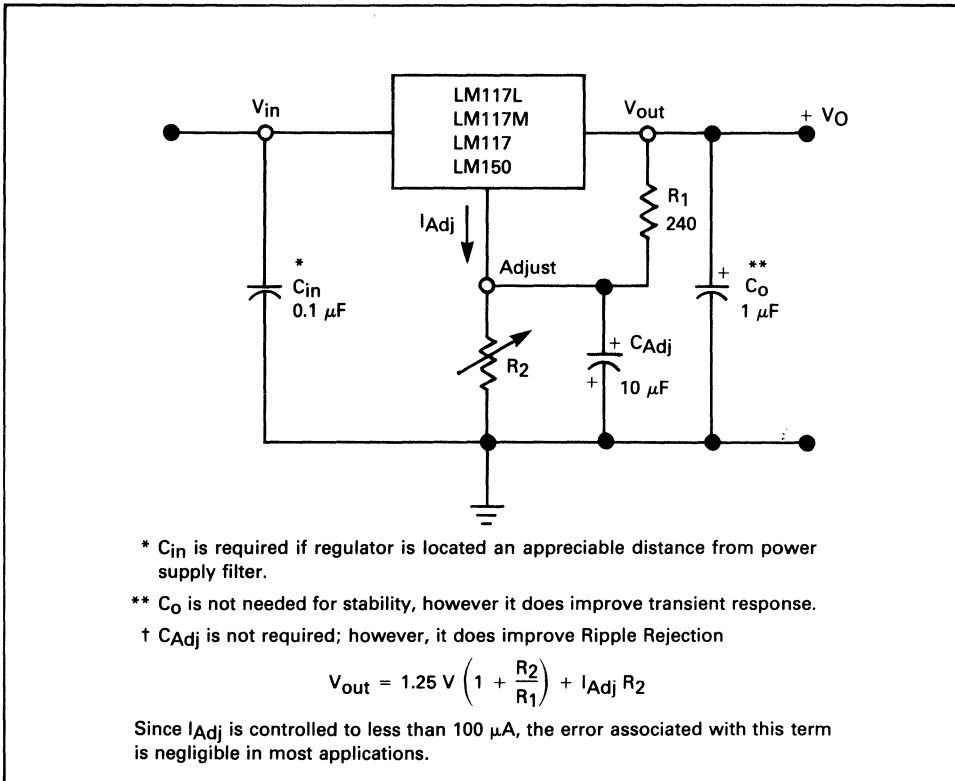 LM117L
LM117M
LM117
LM150
Vin
Vout
+ VO
IAdj
R1
240
Adjust
*
Cin
0.1 μF
R2
+ CAdj
+ 10 μF
**
+ Co
1 μF
* Cin is required if regulator is located an appreciable distance from power
supply filter.
** Co is not needed for stability, however it does improve transient response.
† CAdj is not required; however, it does improve Ripple Rejection
Vout = 1.25 V (1 + R2/R1) + IAdj R2
Since IAdj is controlled to less than 100 μA, the error associated with this term
is negligible in most applications.